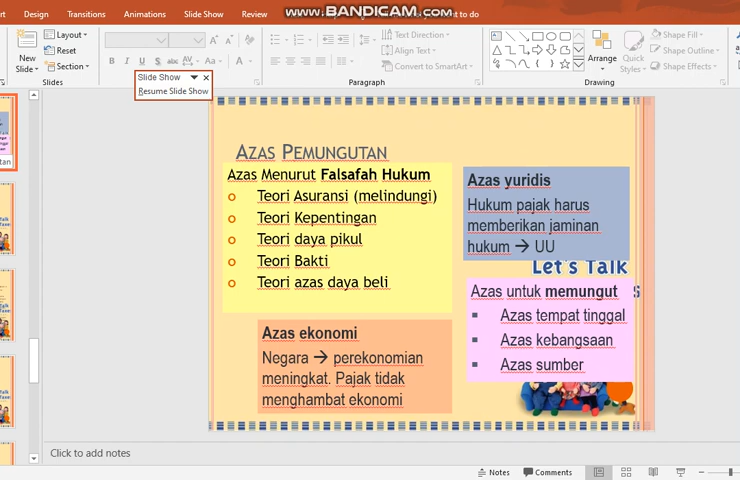 www.BANDICAM.com
Design Transitions Animations Slide Show Review
New
Slide
Layout
Reset
Section
Slides
B I U S abc AV Aa A
Text Direction
Align Text
Convert to SmartArt
Paragraph
Arrange
Quick
Styles
Shape Fill
Shape Outline
Shape Effects
Drawing
Slide Show
Resume Slide Show
AZAS PEMUNGUTAN
Azas Menurut Falsafah Hukum
Teori Asuransi (melindungi)
Teori Kepentingan
Teori daya pikul
Teori Bakti
Teori azas daya beli
Azas yuridis
Hukum pajak harus
memberikan jaminan
hukum → UU
Let's Talk
Azas untuk memungut
Azas tempat tinggal
Azas kebangsaan
Azas sumber
Azas ekonomi
Negara → perekonomian
meningkat. Pajak tidak
menghambat ekonomi
Click to add notes
Notes Comments